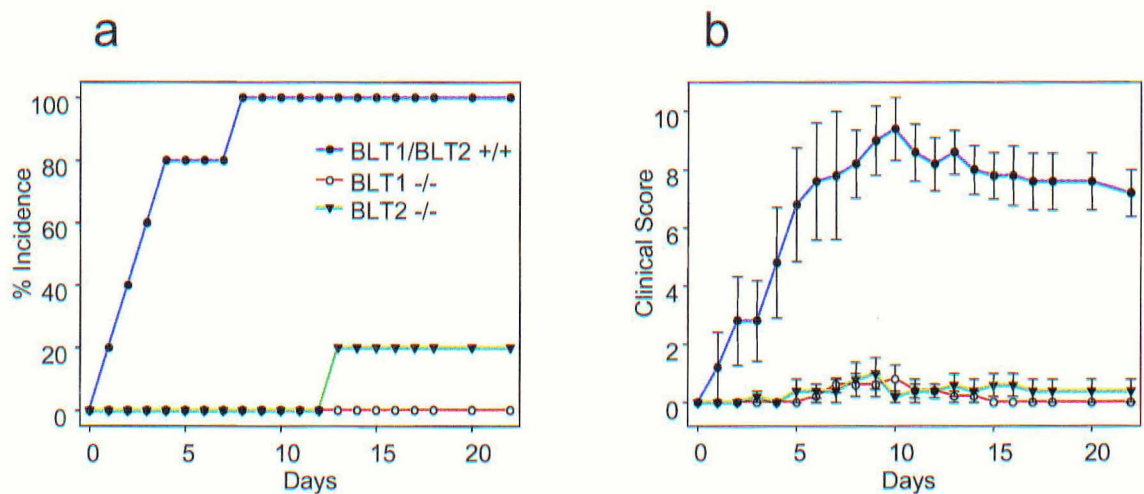 a
100
80
60
40
20
0
% Incidence
BLT1/BLT2 +/+
BLT1 -/-
BLT2 -/-
0 5 10 15 20
Days
b
10
8
6
4
2
0
Clinical Score
0 5 10 15 20
Days